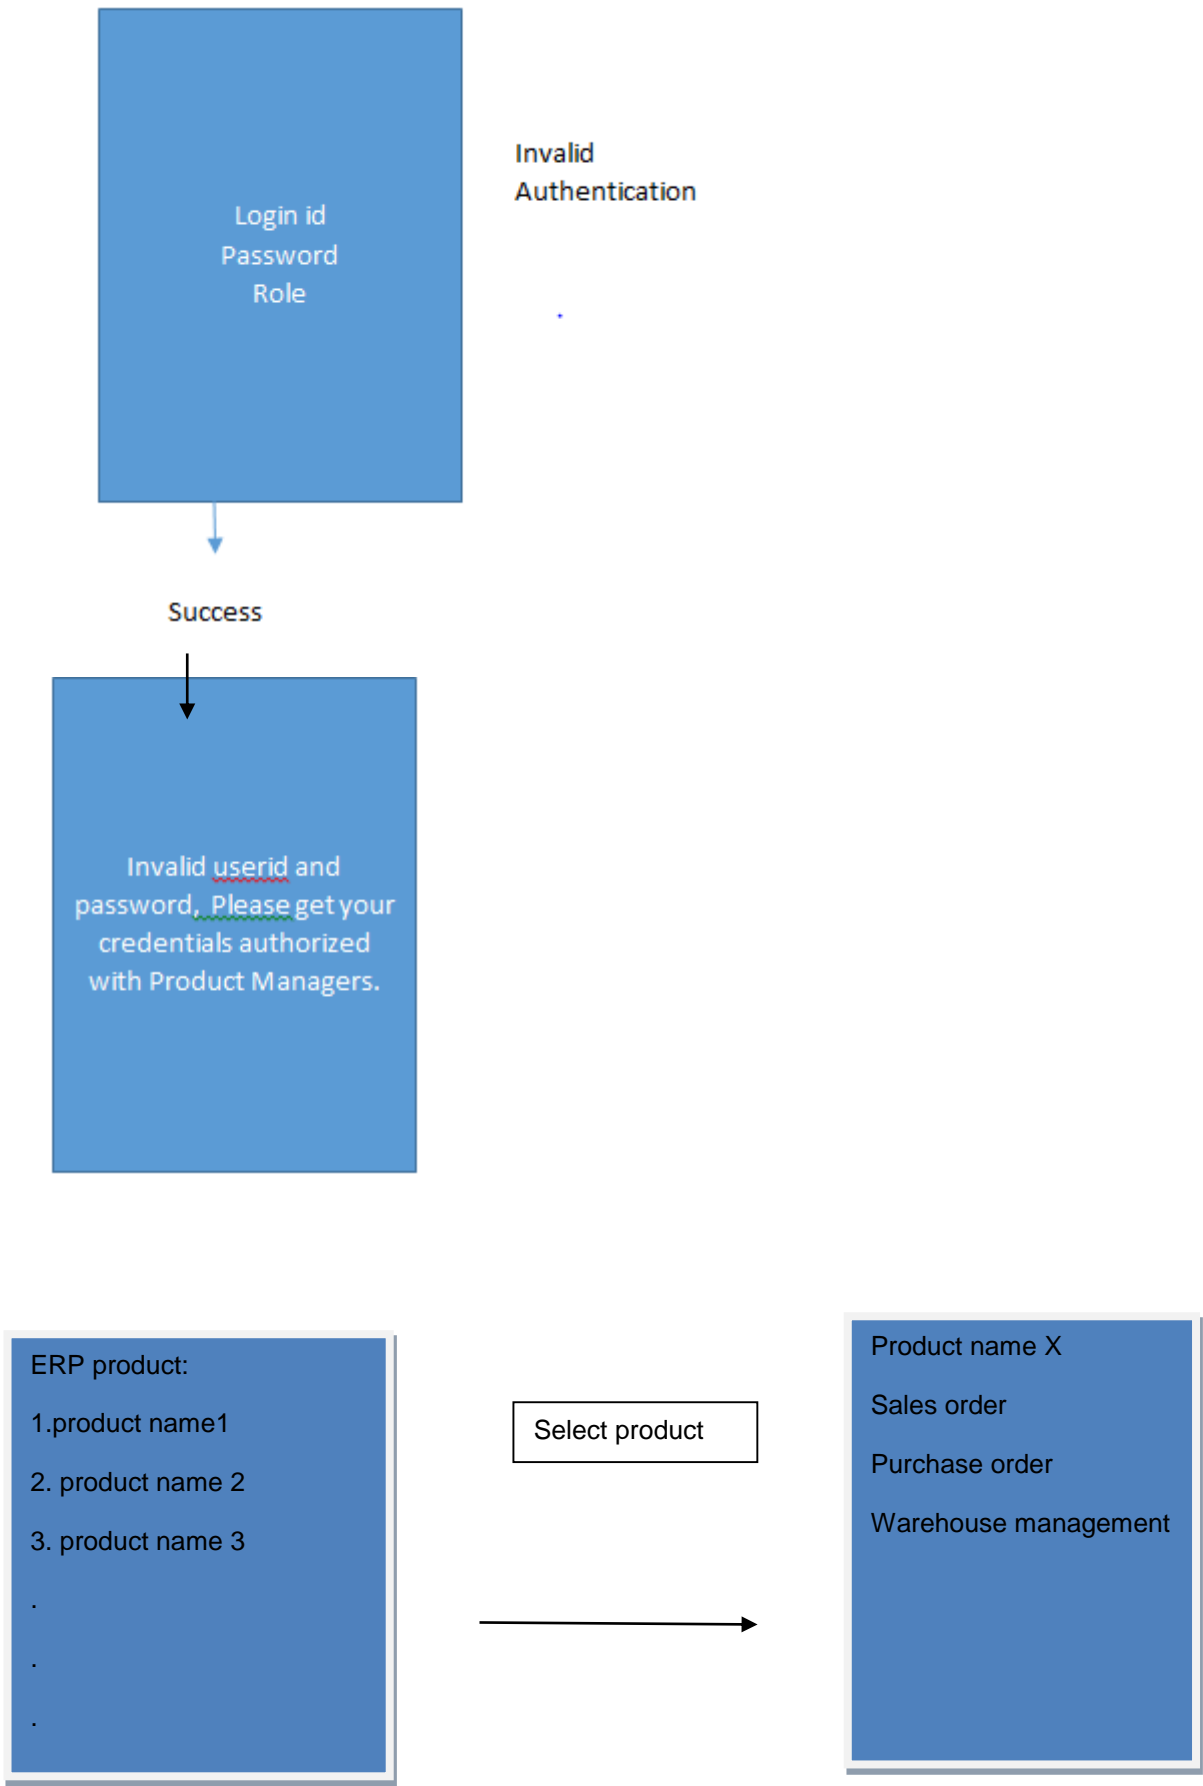 Login id
Password
Role
Invalid
Authentication
Success
Invalid userid and
password, Please get your
credentials authorized
with Product Managers.
ERP product:
1.product name1
2. product name 2
3. product name 3
.
.
.
Select product
Product name X
Sales order
Purchase order
Warehouse management